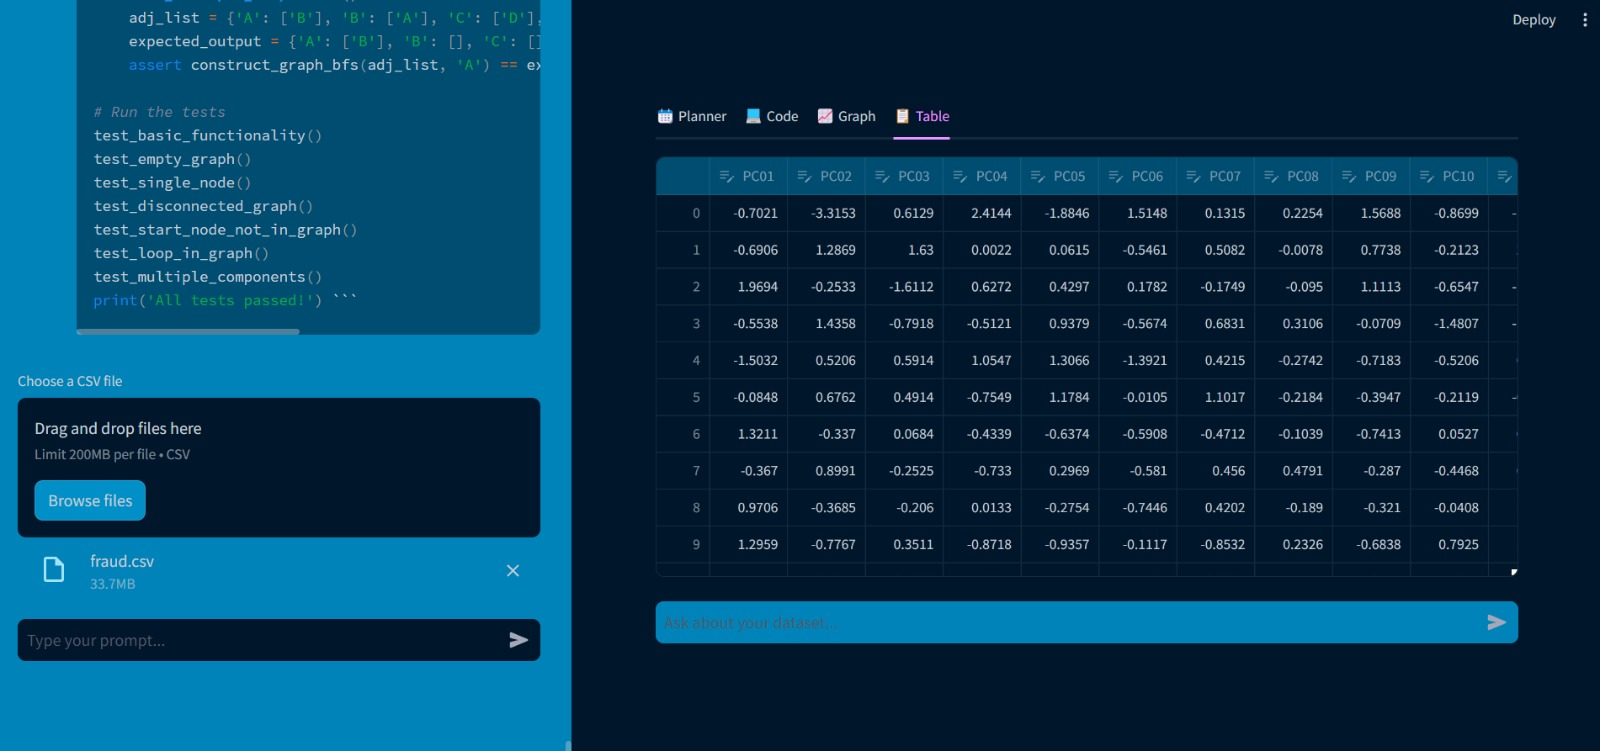 adj_list = {'A': ['B'], 'B': ['A'], 'C': ['D'],
expected_output = {'A': ['B'], 'B': [], 'C': []
assert construct_graph_bfs(adj_list, 'A') == ex
# Run the tests
test_basic_functionality()
test_empty_graph()
test_single_node()
test_disconnected_graph()
test_start_node_not_in_graph()
test_loop_in_graph()
test_multiple_components()
print('All tests passed!') ```
Choose a CSV file
Drag and drop files here
Limit 200MB per file • CSV
Browse files
fraud.csv
33.7MB
Type your prompt...
Deploy
Planner Code Graph Table
PC01 PC02 PC03 PC04 PC05 PC06 PC07 PC08 PC09 PC10
0 -0.7021 -3.3153 0.6129 2.4144 -1.8846 1.5148 0.1315 0.2254 1.5688 -0.8699 -
1 -0.6906 1.2869 1.63 0.0022 0.0615 -0.5461 0.5082 -0.0078 0.7738 -0.2123
2 1.9694 -0.2533 -1.6112 0.6272 0.4297 0.1782 -0.1749 -0.095 1.1113 -0.6547 -
3 -0.5538 1.4358 -0.7918 -0.5121 0.9379 -0.5674 0.6831 0.3106 -0.0709 -1.4807 -
4 -1.5032 0.5206 0.5914 1.0547 1.3066 -1.3921 0.4215 -0.2742 -0.7183 -0.5206
5 -0.0848 0.6762 0.4914 -0.7549 1.1784 -0.0105 1.1017 -0.2184 -0.3947 -0.2119 -
6 1.3211 -0.337 0.0684 -0.4339 -0.6374 -0.5908 -0.4712 -0.1039 -0.7413 0.0527
7 -0.367 0.8991 -0.2525 -0.733 0.2969 -0.581 0.456 0.4791 -0.287 -0.4468
8 0.9706 -0.3685 -0.206 0.0133 -0.2754 -0.7446 0.4202 -0.189 -0.321 -0.0408
9 1.2959 -0.7767 0.3511 -0.8718 -0.9357 -0.1117 -0.8532 0.2326 -0.6838 0.7925
Ask about your dataset...